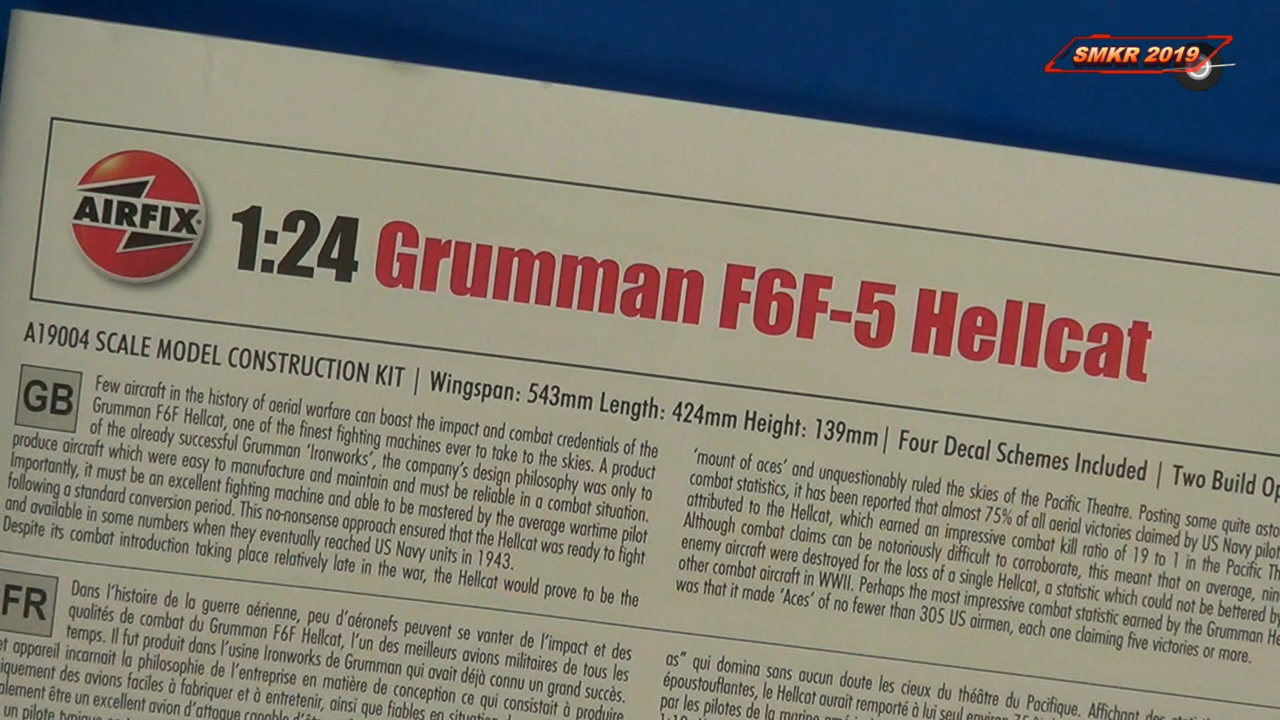 SMKR 2019
AIRFIX
1:24 Grumman F6F-5 Hellcat
A19004 SCALE MODEL CONSTRUCTION KIT | Wingspan: 543mm Length: 424mm Height: 139mm | Four Decal Schemes Included | Two Build
GB
Few aircraft in the history of aerial warfare can boast the impact and combat credentials of the
Grumman F6F Hellcat, one of the finest fighting machines ever to take to the skies. A product
of the already successful Grumman 'Ironworks', the company's design philosophy was only to
produce aircraft which were easy to manufacture and maintain and must be reliable in a combat situation.
Importantly, it must be an excellent fighting machine and able to be mastered by the average wartime pilot
following a standard conversion period. This no-nonsense approach ensured that the Hellcat was ready to fight
and available in some numbers when they eventually reached US Navy units in 1943.
Despite its combat introduction taking place relatively late in the war, the Hellcat would prove to be the
'mount of aces' and unquestionably ruled the skies of the Pacific Theatre. Posting some quite
combat statistics, it has been reported that almost 75% of all aerial victories claimed by US Navy
attributed to the Hellcat, which earned an impressive combat kill ratio of 19 to 1 in the Pacific
Although combat claims can be notoriously difficult to corroborate, this meant that on average,
enemy aircraft were destroyed for the loss of a single Hellcat, a statistic which could not be bettered by
other combat aircraft in WWII. Perhaps the most impressive combat statistic earned by the Grumman
was that it made 'Aces' of no fewer than 305 US airmen, each one claiming five victories or more.
FR
Dans l'histoire de la guerre aérienne, peu d'aéronefs peuvent se vanter de l'impact et des
qualités de combat du Grumman F6F Hellcat, l'un des meilleurs avions militaires de tous les
temps. Il fut produit dans l'usine Ironworks de Grumman qui avait déjà connu un grand succès.
appareil incarnait la philosophie de l'entreprise en matière de conception ce qui consistait à produire
des avions faciles à fabriquer et à entretenir, ainsi que fiables en
être un excellent avion d'attaque capable
un pilote
as" qui domina sans aucun doute les cieux du théâtre du Pacifique. Affichant des
époustouflantes, le Hellcat aurait remporté à lui seul environ
par les pilotes de la marine